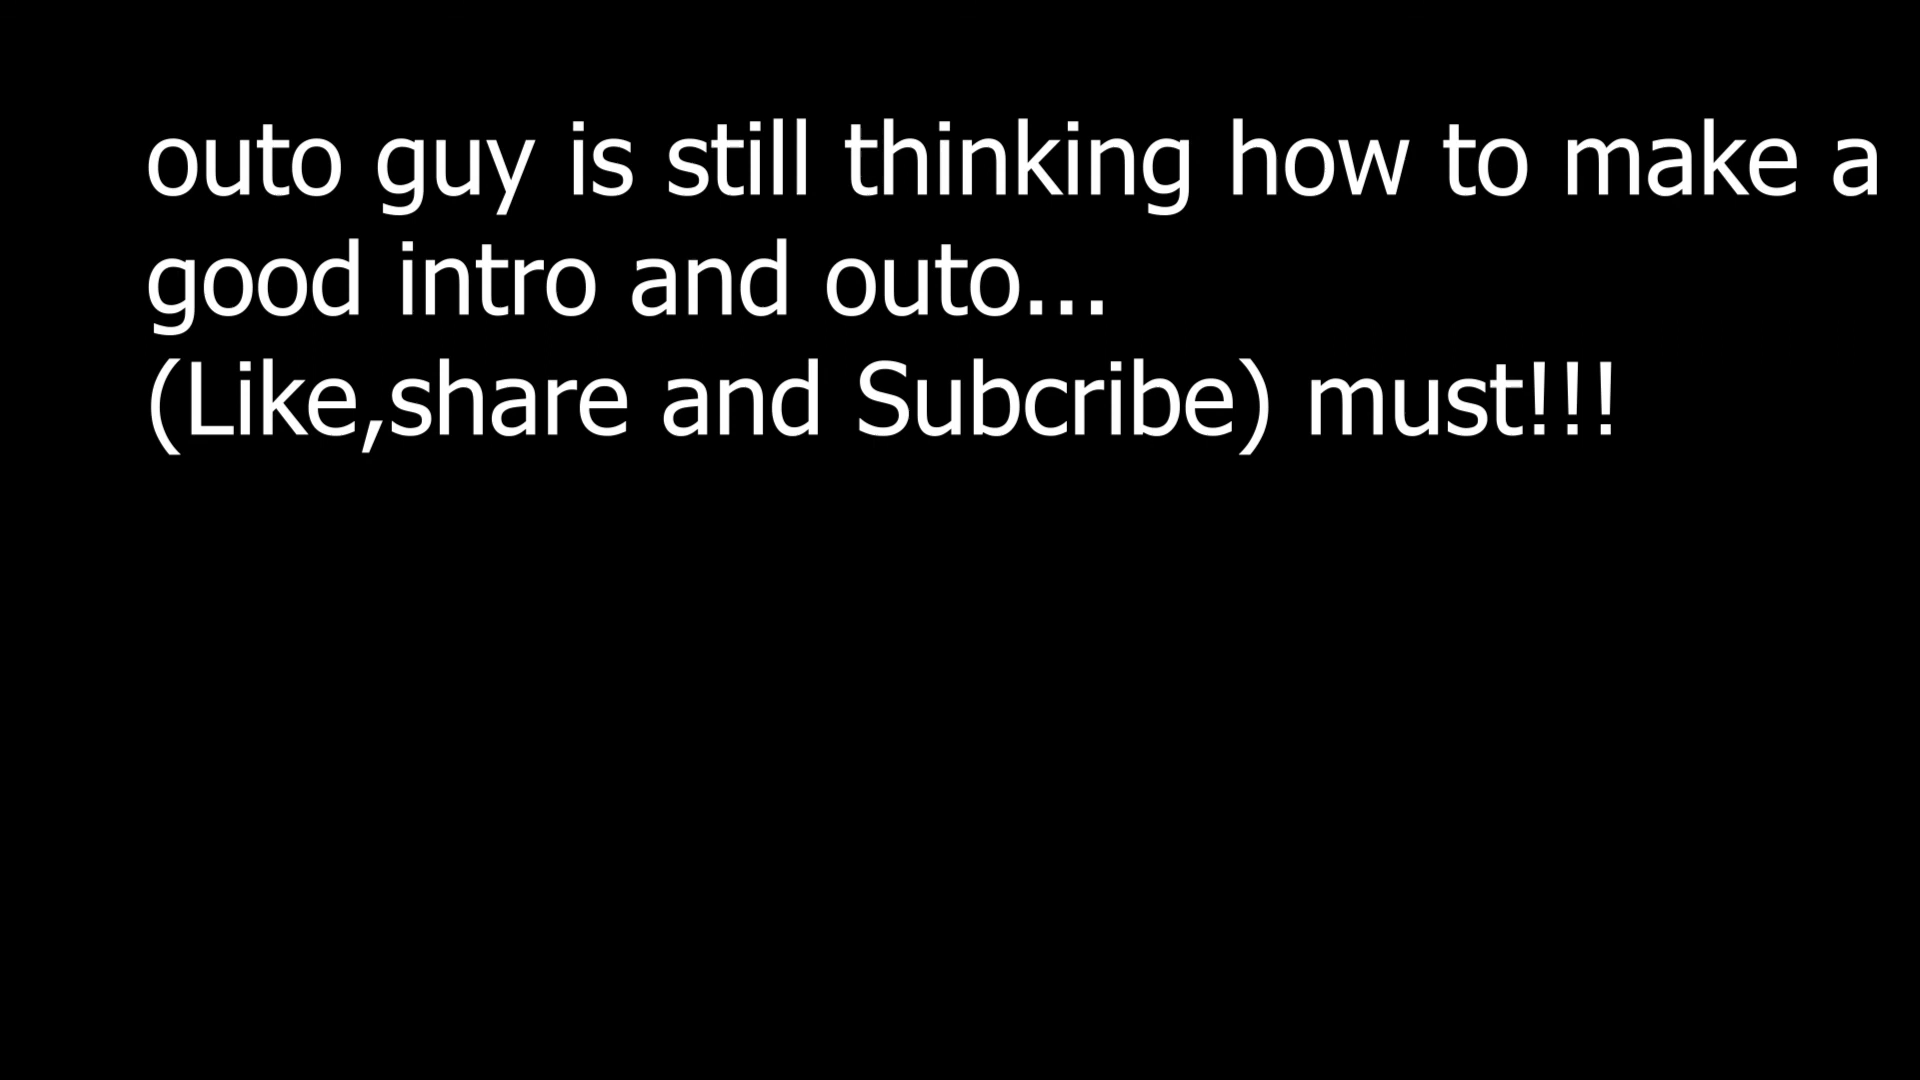 outo guy is still thinking how to make a
good intro and outo...
(Like,share and Subcribe) must!!!